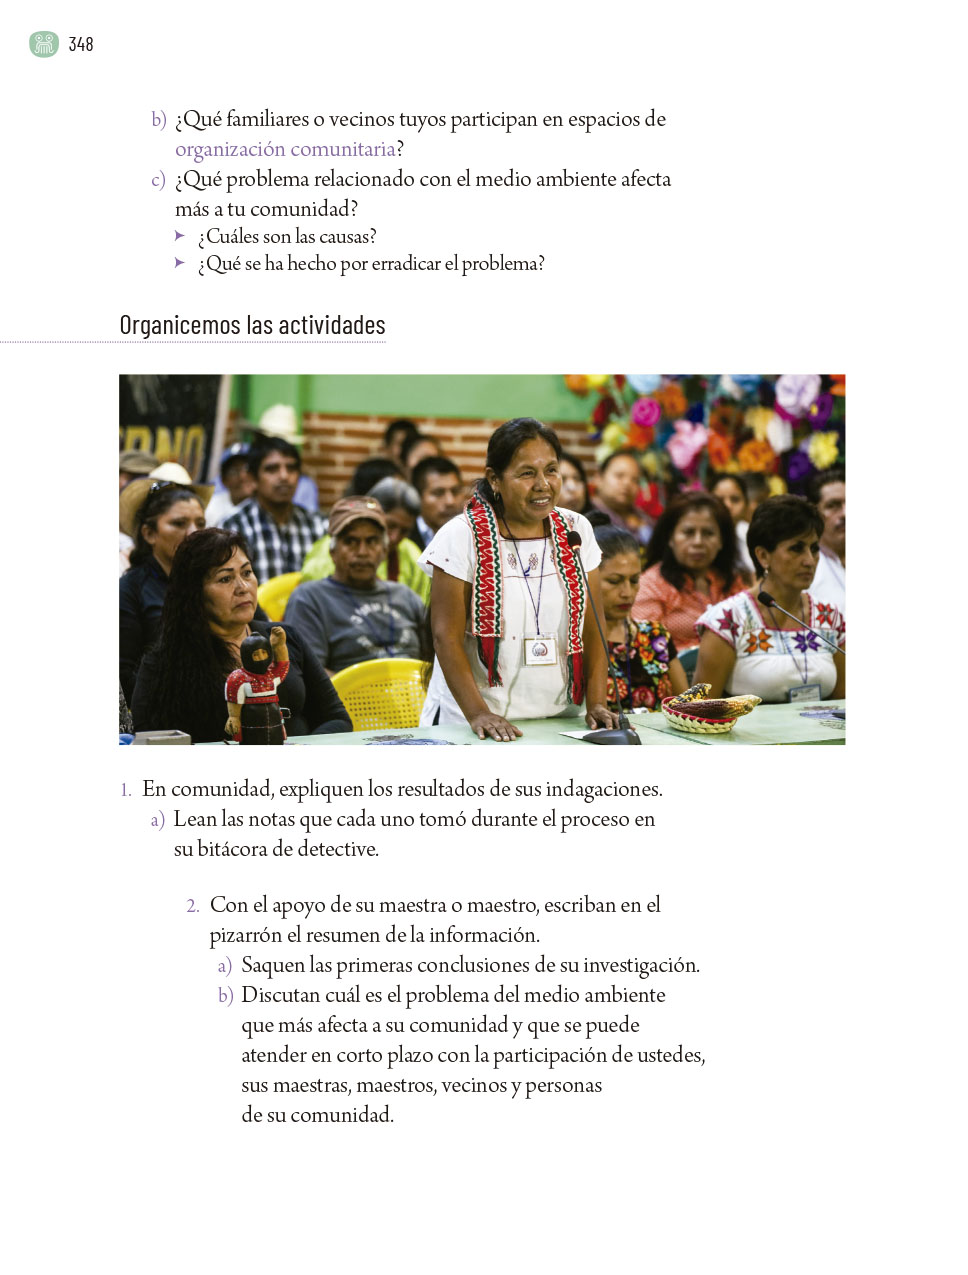 348
b) ¿Qué familiares o vecinos tuyos participan en espacios de
organización comunitaria?
c) ¿Qué problema relacionado con el medio ambiente afecta
más a tu comunidad?
➤ ¿Cuáles son las causas?
➤ ¿Qué se ha hecho por erradicar el problema?
Organicemos las actividades
1. En comunidad, expliquen los resultados de sus indagaciones.
a) Lean las notas que cada uno tomó durante el proceso en
su bitácora de detective.
2. Con el apoyo de su maestra o maestro, escriban en el
pizarrón el resumen de la información.
a) Saquen las primeras conclusiones de su investigación.
b) Discutan cuál es el problema del medio ambiente
que más afecta a su comunidad y que se puede
atender en corto plazo con la participación de ustedes,
sus maestras, maestros, vecinos y personas
de su comunidad.